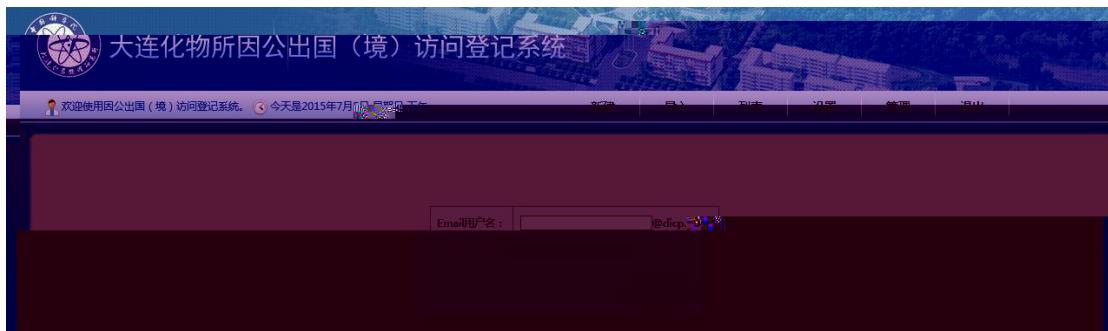 大连化物所因公出国（境）访问登记系统
欢迎使用因公出国（境）访问登记系统。 今天是2015年7月 下午
新建 导入 列表 设置 管理 退出
Email用户名： @dicp.